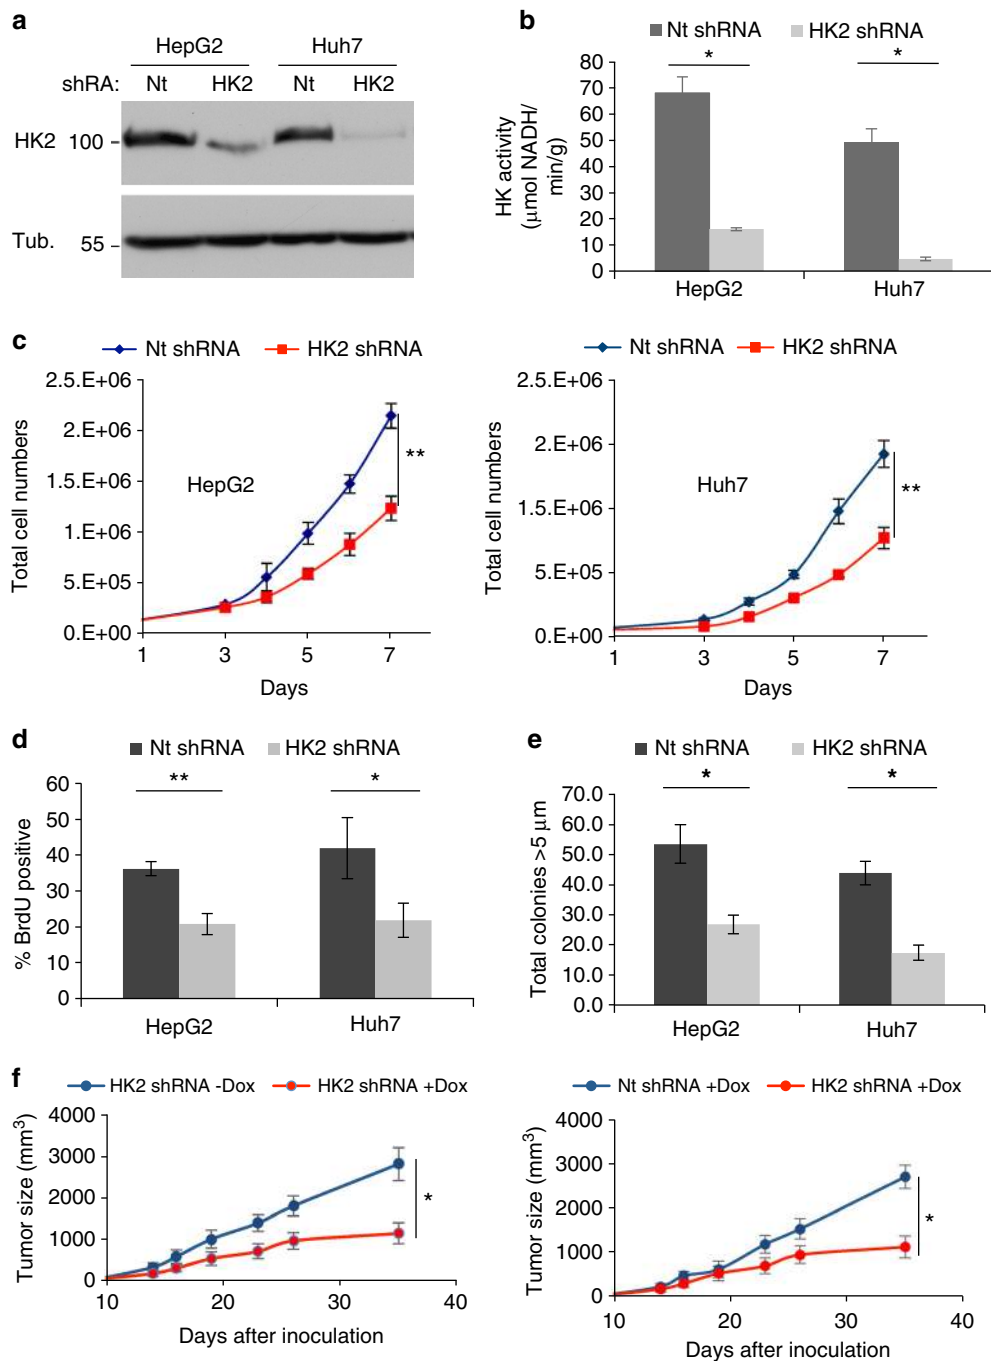 a
HepG2 Huh7
shRA: Nt HK2 Nt HK2
HK2 100
Tub. 55
b
Nt shRNA HK2 shRNA
* *
HK activity
(μmol NADH/
min/g)
80
70
60
50
40
30
20
10
0
HepG2 Huh7
c
Nt shRNA HK2 shRNA
Total cell numbers
2.5.E+06
2.E+06
1.5.E+06
1.E+06
5.E+05
0.E+00
HepG2
**
1 3 5 7
Days
Nt shRNA HK2 shRNA
Total cell numbers
2.5.E+06
2.E+06
1.5.E+06
5.E+05
0.E+00
Huh7
**
1 3 5 7
Days
d
Nt shRNA HK2 shRNA
** *
% BrdU positive
60
50
40
30
20
10
0
HepG2 Huh7
e
Nt shRNA HK2 shRNA
* *
Total colonies >5 μm
70.0
60.0
50.0
40.0
30.0
20.0
10.0
0.0
HepG2 Huh7
f
HK2 shRNA -Dox HK2 shRNA +Dox
Tumor size (mm³)
4000
3000
2000
1000
0
*
10 20 30 40
Days after inoculation
Nt shRNA +Dox HK2 shRNA +Dox
Tumor size (mm³)
4000
3000
2000
1000
0
*
10 20 30 40
Days after inoculation